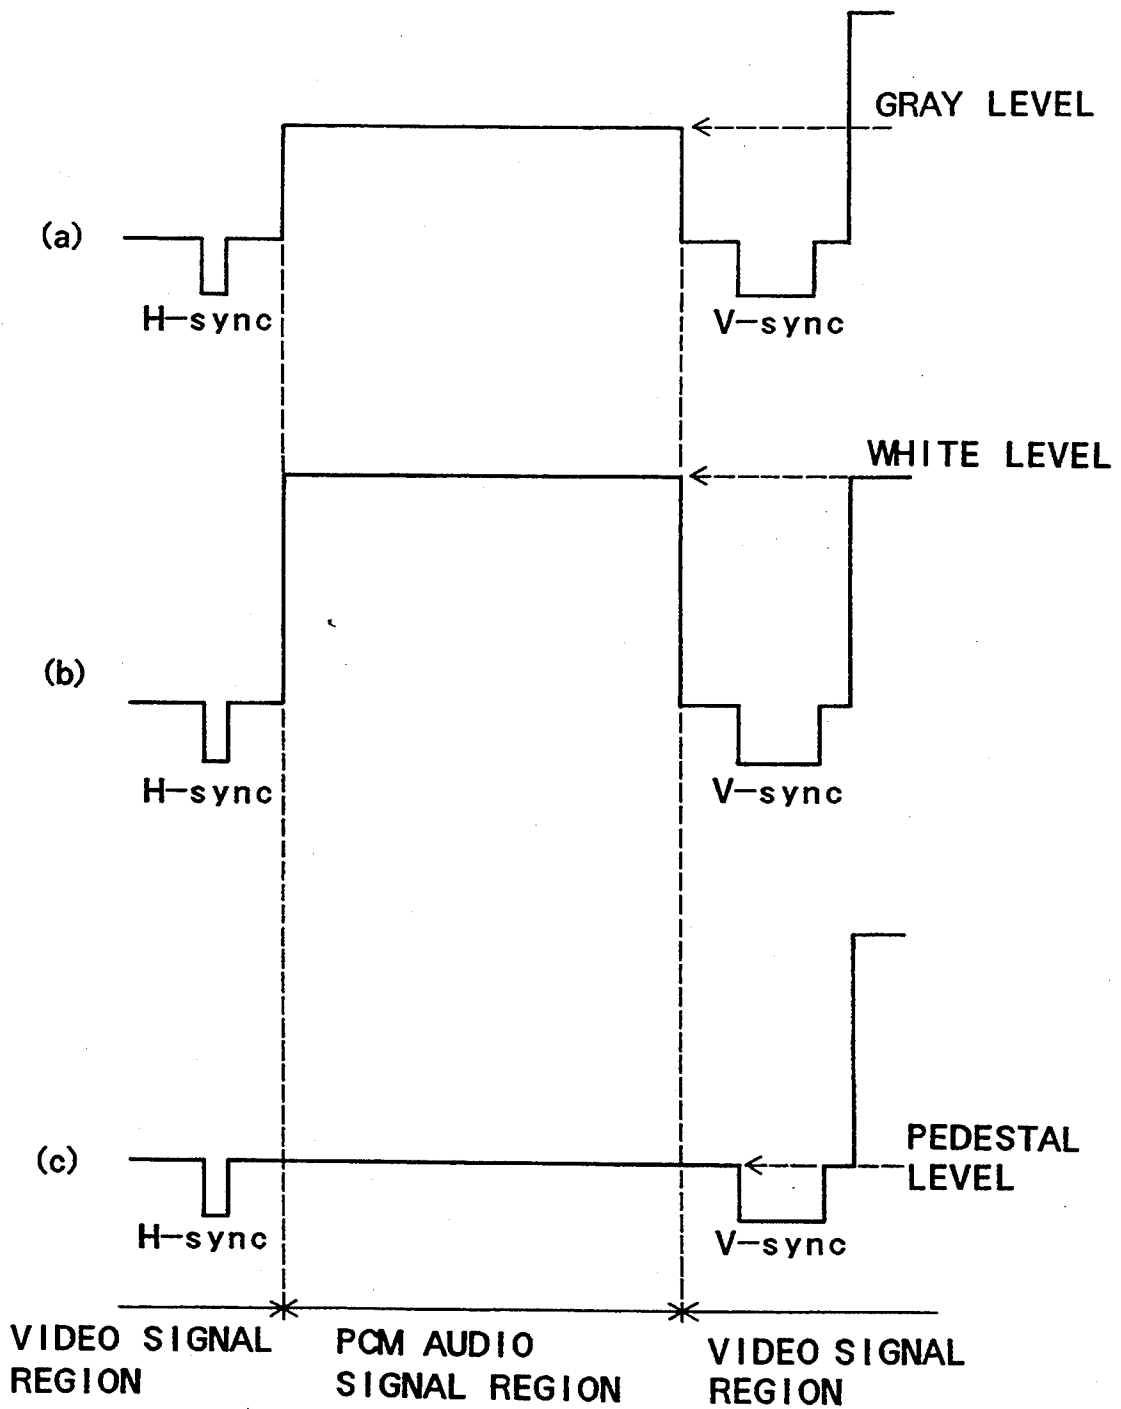 GRAY LEVEL
(a)
H-sync
V-sync
WHITE LEVEL
(b)
H-sync
V-sync
(c)
PEDESTAL
LEVEL
H-sync
V-sync
VIDEO SIGNAL
REGION
PCM AUDIO
SIGNAL REGION
VIDEO SIGNAL
REGION